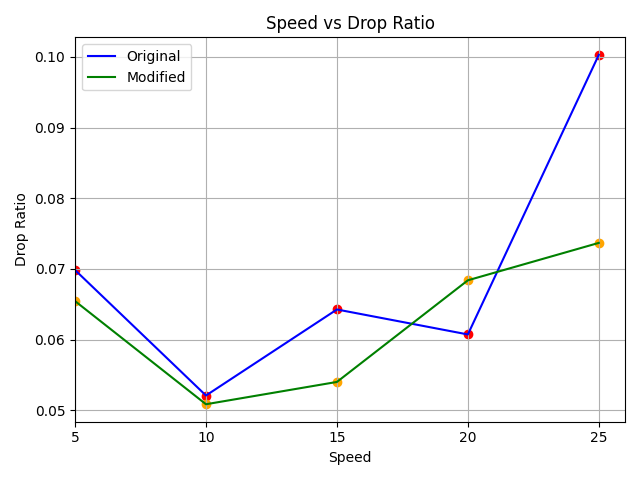 Speed vs Drop Ratio
Original
Modified
0.10
0.09
0.08
0.07
0.06
0.05
Drop Ratio
5
10
15
20
25
Speed